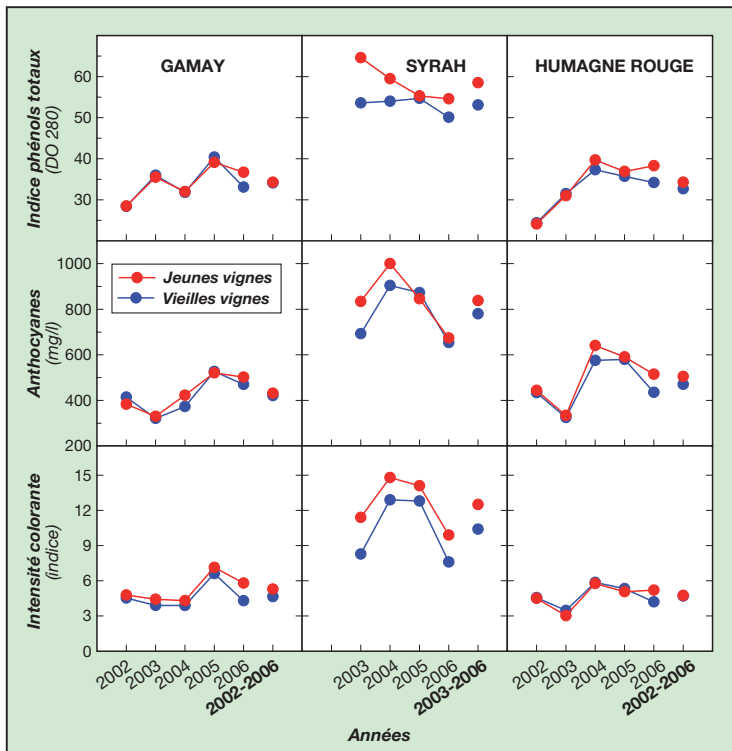 GAMAY
SYRAH
HUMAGNE ROUGE
Indice phénols totaux
(DO 280)
60
50
40
30
Anthocyanes
(mg/l)
1000
800
600
400
200
Jeunes vignes
Vieilles vignes
Intensité colorante
(indice)
15
12
9
6
3
0
2002
2003
2004
2005
2006
2002-2006
2003
2004
2005
2006
2003-2006
2002
2003
2004
2005
2006
2002-2006
Années